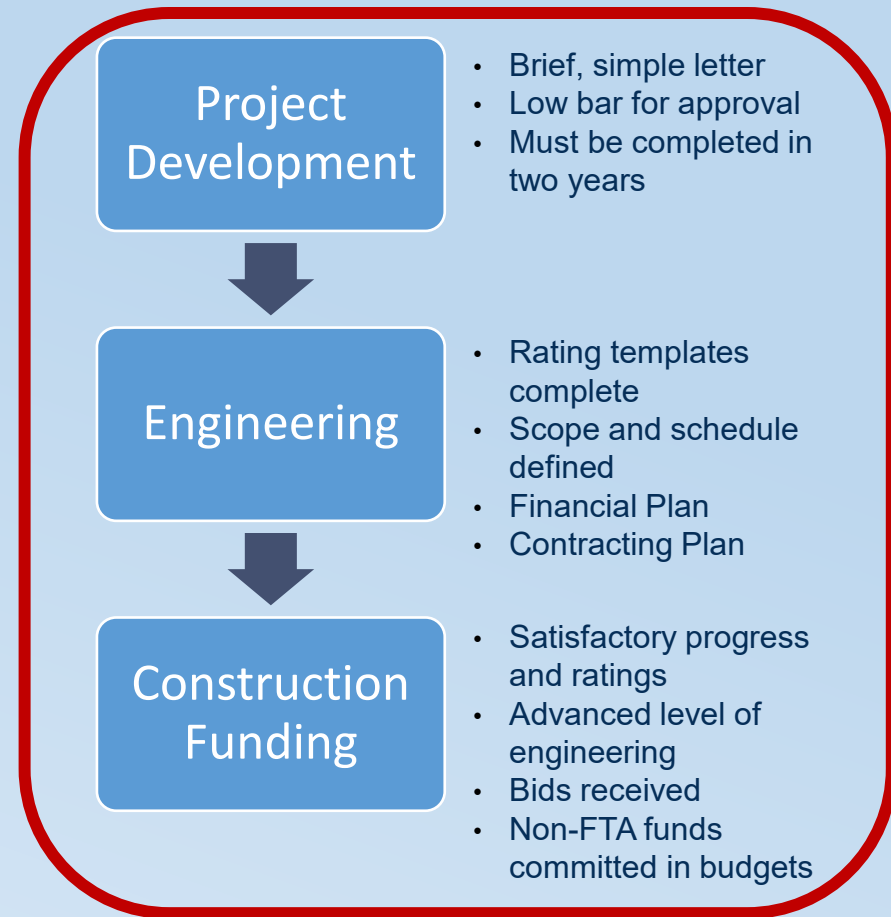 Project
Development
• Brief, simple letter
• Low bar for approval
• Must be completed in
two years
Engineering
• Rating templates
complete
• Scope and schedule
defined
• Financial Plan
• Contracting Plan
Construction
Funding
• Satisfactory progress
and ratings
• Advanced level of
engineering
• Bids received
• Non-FTA funds
committed in budgets